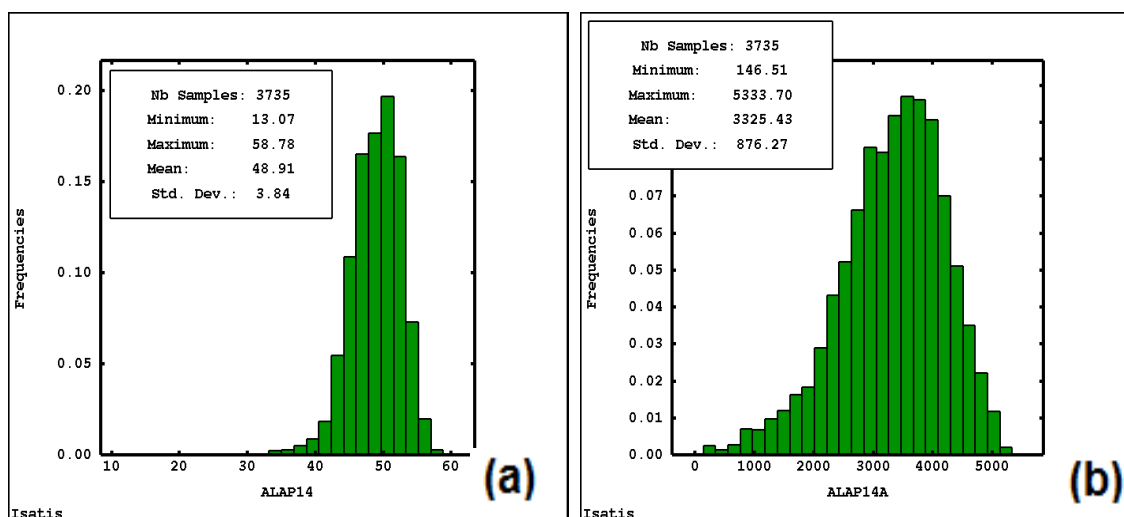 Nb Samples: 3735
Minimum: 13.07
Maximum: 58.78
Mean: 48.91
Std. Dev.: 3.84
Frequencies
0.20
0.15
0.10
0.05
0.00
10 20 30 40 50 60
ALAP14
(a)
Isatis
Nb Samples: 3735
Minimum: 146.51
Maximum: 5333.70
Mean: 3325.43
Std. Dev.: 876.27
Frequencies
0.07
0.06
0.05
0.04
0.03
0.02
0.01
0.00
0 1000 2000 3000 4000 5000
ALAP14A
(b)
Isatis